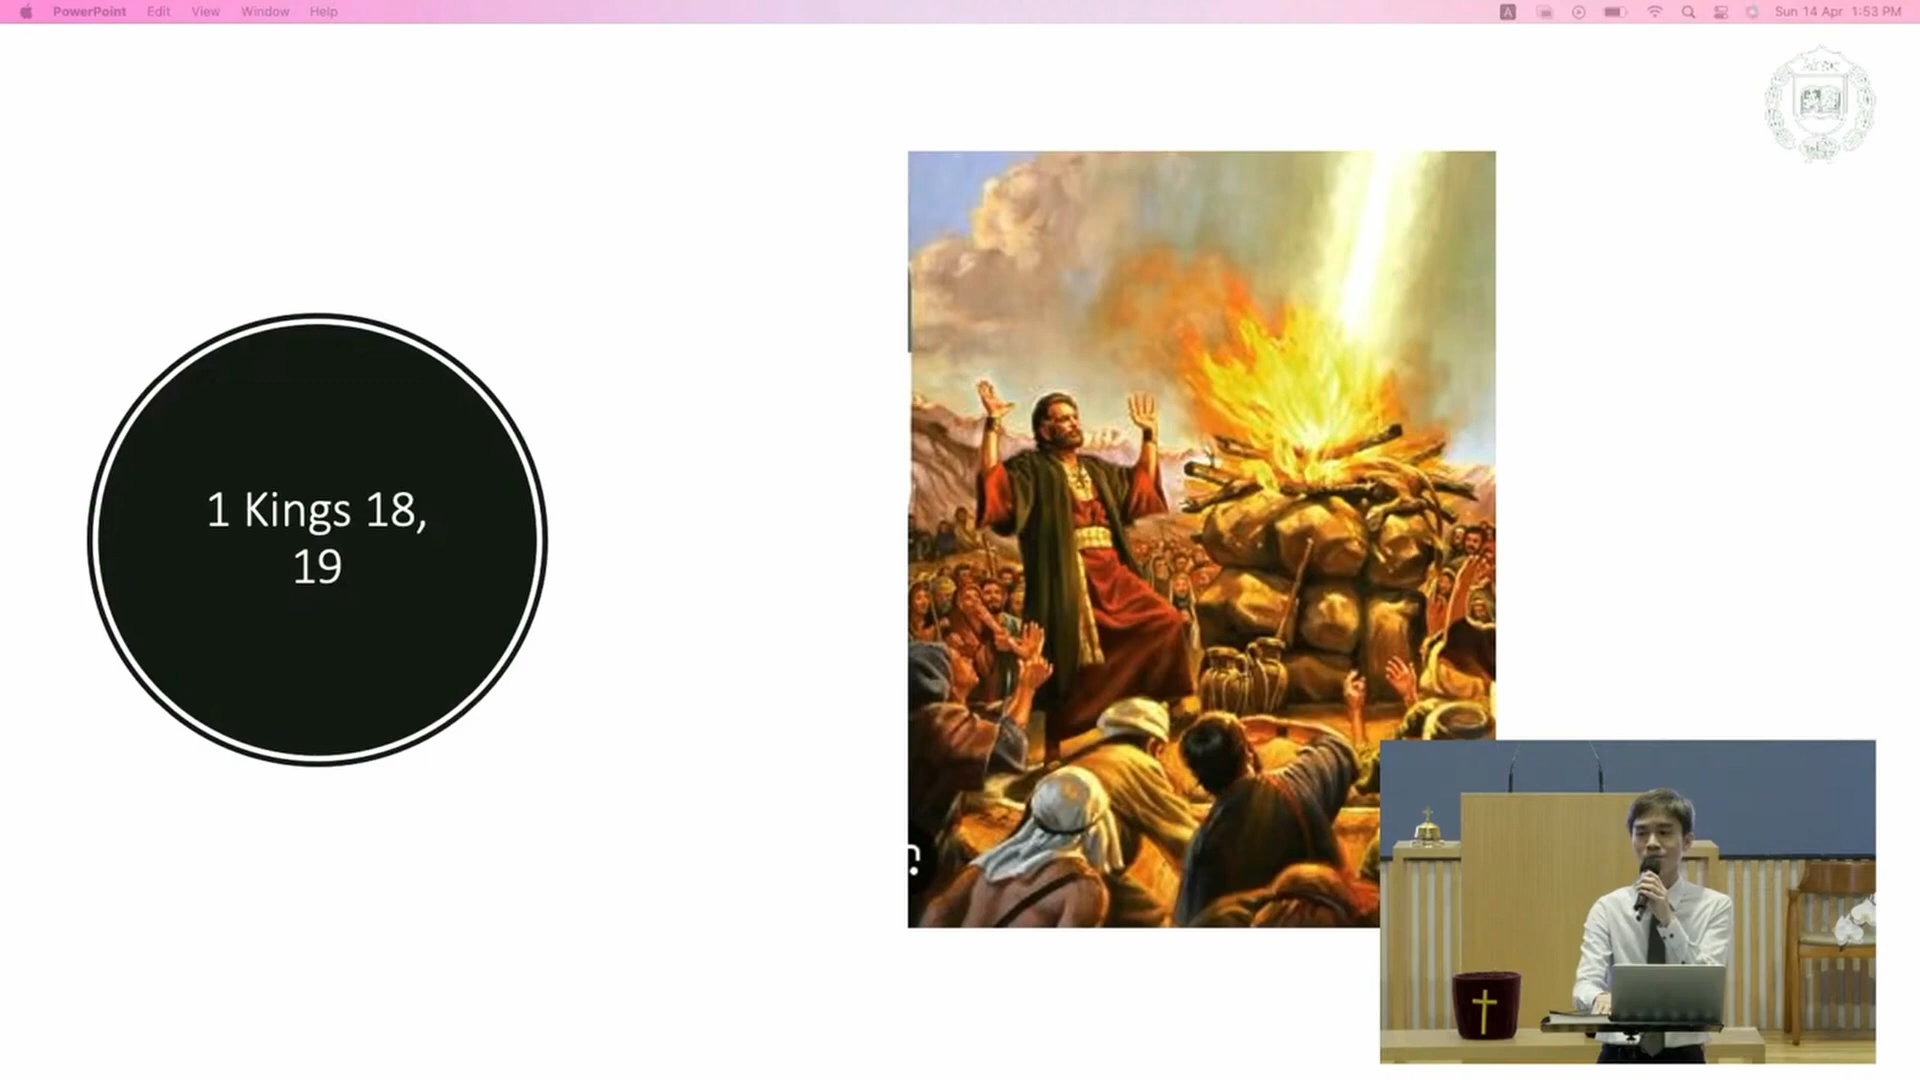 PowerPoint Edit View Window Help
A
Sun 14 Apr 1:53 PM
1 Kings 18,
19